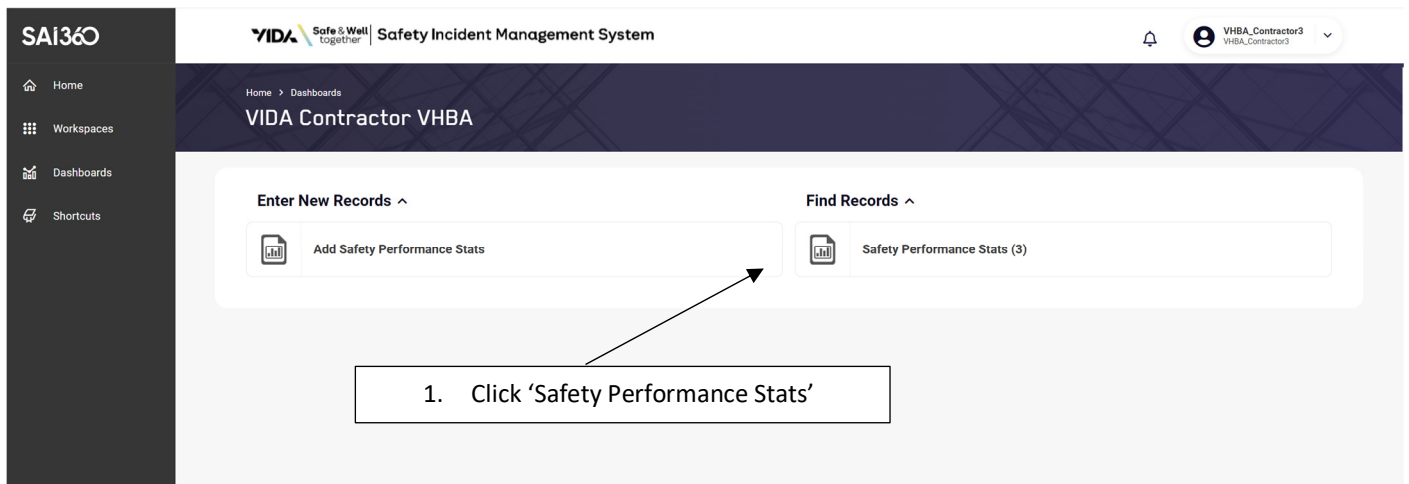 SAI360
VIDA Safe & Well together | Safety Incident Management System
VHBA_Contractor3
VHBA_Contractor3
Home
Workspaces
Dashboards
Shortcuts
Home > Dashboards
VIDA Contractor VHBA
Enter New Records
Add Safety Performance Stats
Find Records
Safety Performance Stats (3)
1. Click ‘Safety Performance Stats’